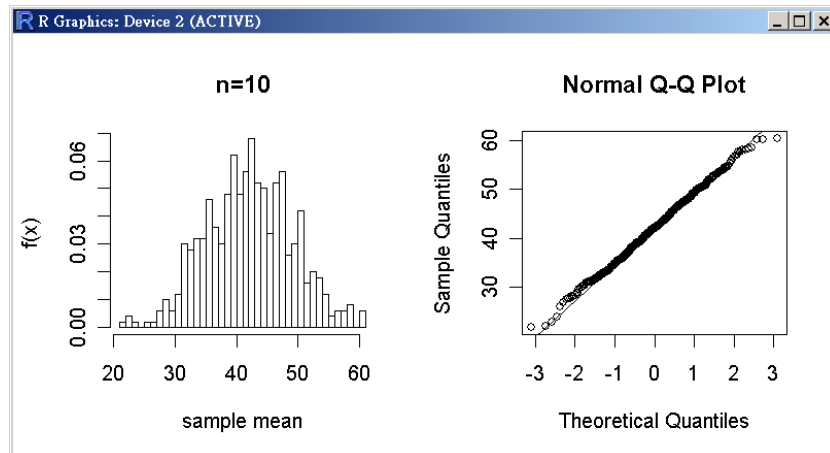 R Graphics: Device 2 (ACTIVE)
n=10
f(x)
0.00 0.03 0.06
20 30 40 50 60
sample mean
Normal Q-Q Plot
Sample Quantiles
30 40 50 60
-3 -2 -1 0 1 2 3
Theoretical Quantiles